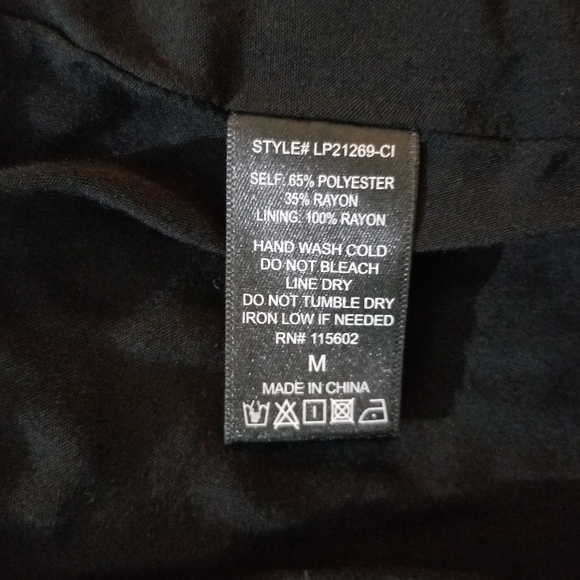 STYLE# LP21269-CI
SELF: 65% POLYESTER
35% RAYON
LINING: 100% RAYON
HAND WASH COLD
DO NOT BLEACH
LINE DRY
DO NOT TUMBLE DRY
IRON LOW IF NEEDED
RN# 115602
M
MADE IN CHINA